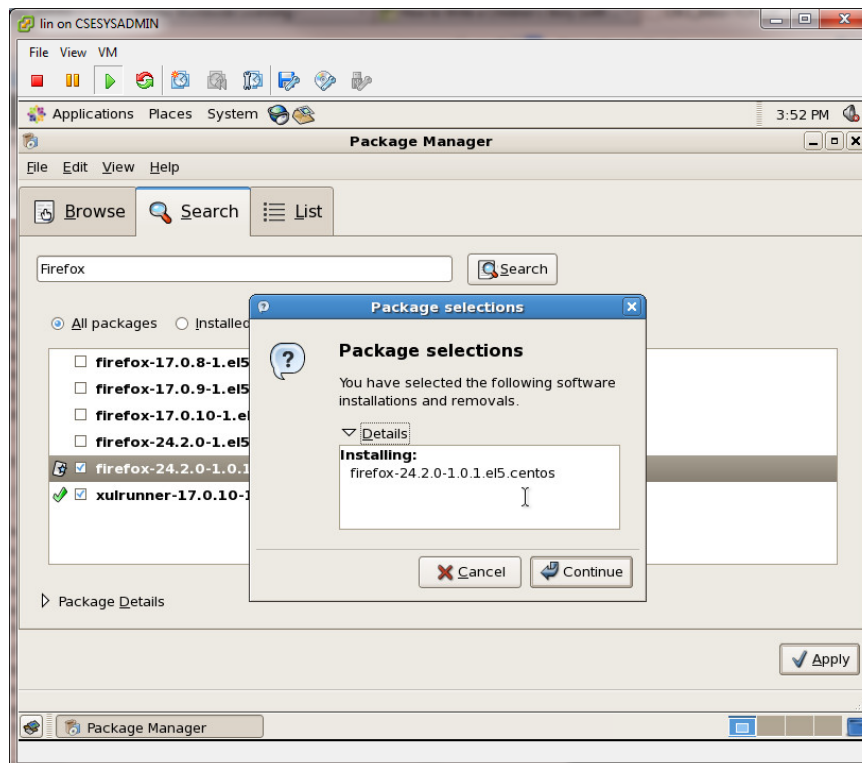 lin on CSESYSADMIN
File View VM
Applications Places System 3:52 PM
Package Manager
File Edit View Help
Browse Search List
Firefox Search
All packages Installed
firefox-17.0.8-1.el5
firefox-17.0.9-1.el5
firefox-17.0.10-1.el
firefox-24.2.0-1.el5
firefox-24.2.0-1.0.1
xulrunner-17.0.10-1
Package selections
Package selections
You have selected the following software
installations and removals.
Details
Installing:
firefox-24.2.0-1.0.1.el5.centos
Cancel Continue
Package Details
Apply
Package Manager